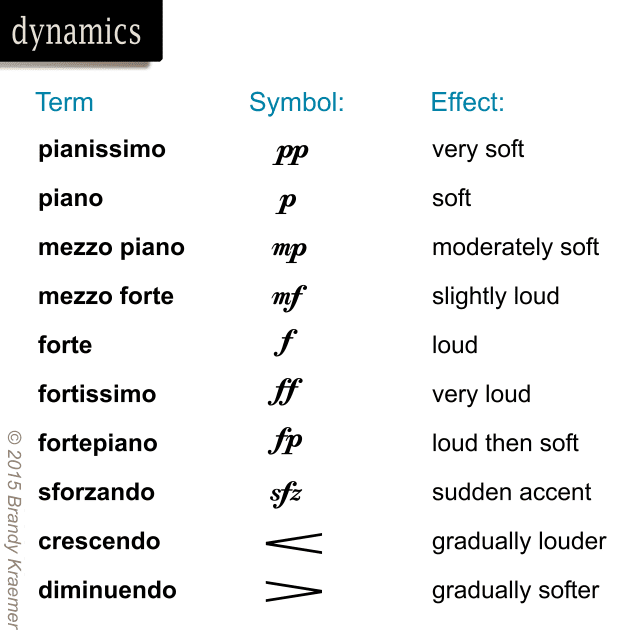 dynamics
Term Symbol: Effect:
pianissimo pp very soft
piano p soft
mezzo piano mp moderately soft
mezzo forte mf slightly loud
forte f loud
fortissimo ff very loud
fortepiano fp loud then soft
sforzando sfz sudden accent
crescendo gradually louder
diminuendo gradually softer
© 2015 Brandy Kraemer